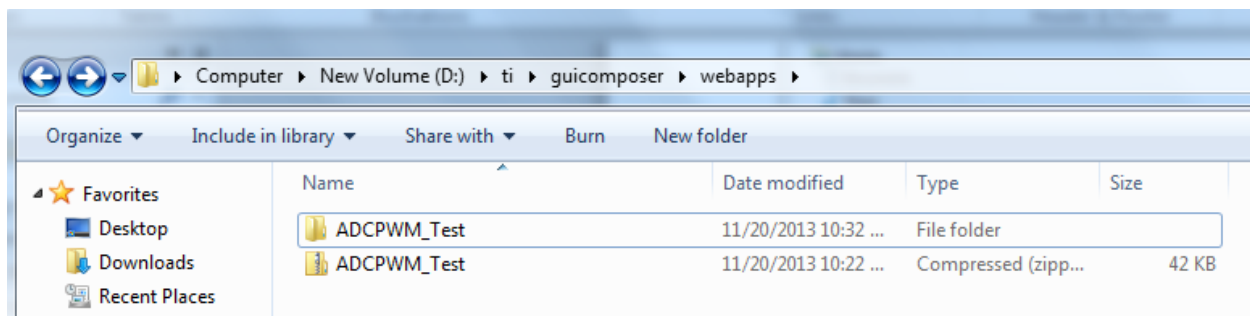 Computer New Volume (D:) ti guicomposer webapps
Organize Include in library Share with Burn New folder
Favorites
Desktop
Downloads
Recent Places
Name Date modified Type Size
ADCPWM_Test 11/20/2013 10:32 ... File folder
ADCPWM_Test 11/20/2013 10:22 ... Compressed (zipp... 42 KB